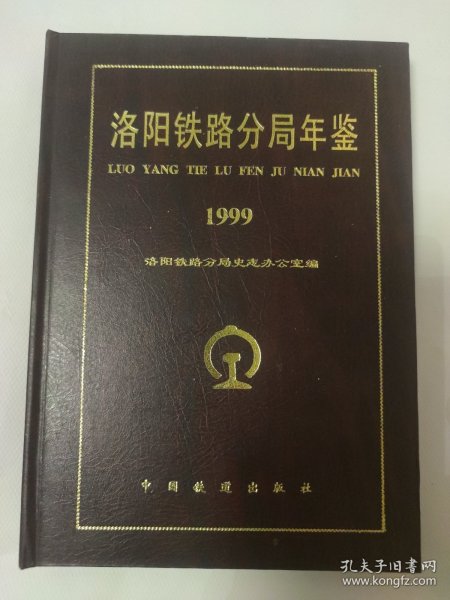 洛阳铁路分局年鉴
LUO YANG TIE LU FEN JU NIAN JIAN
1999
洛阳铁路分局史志办公室编
中国铁道出版社
孔夫子旧书网
www.kongfz.com